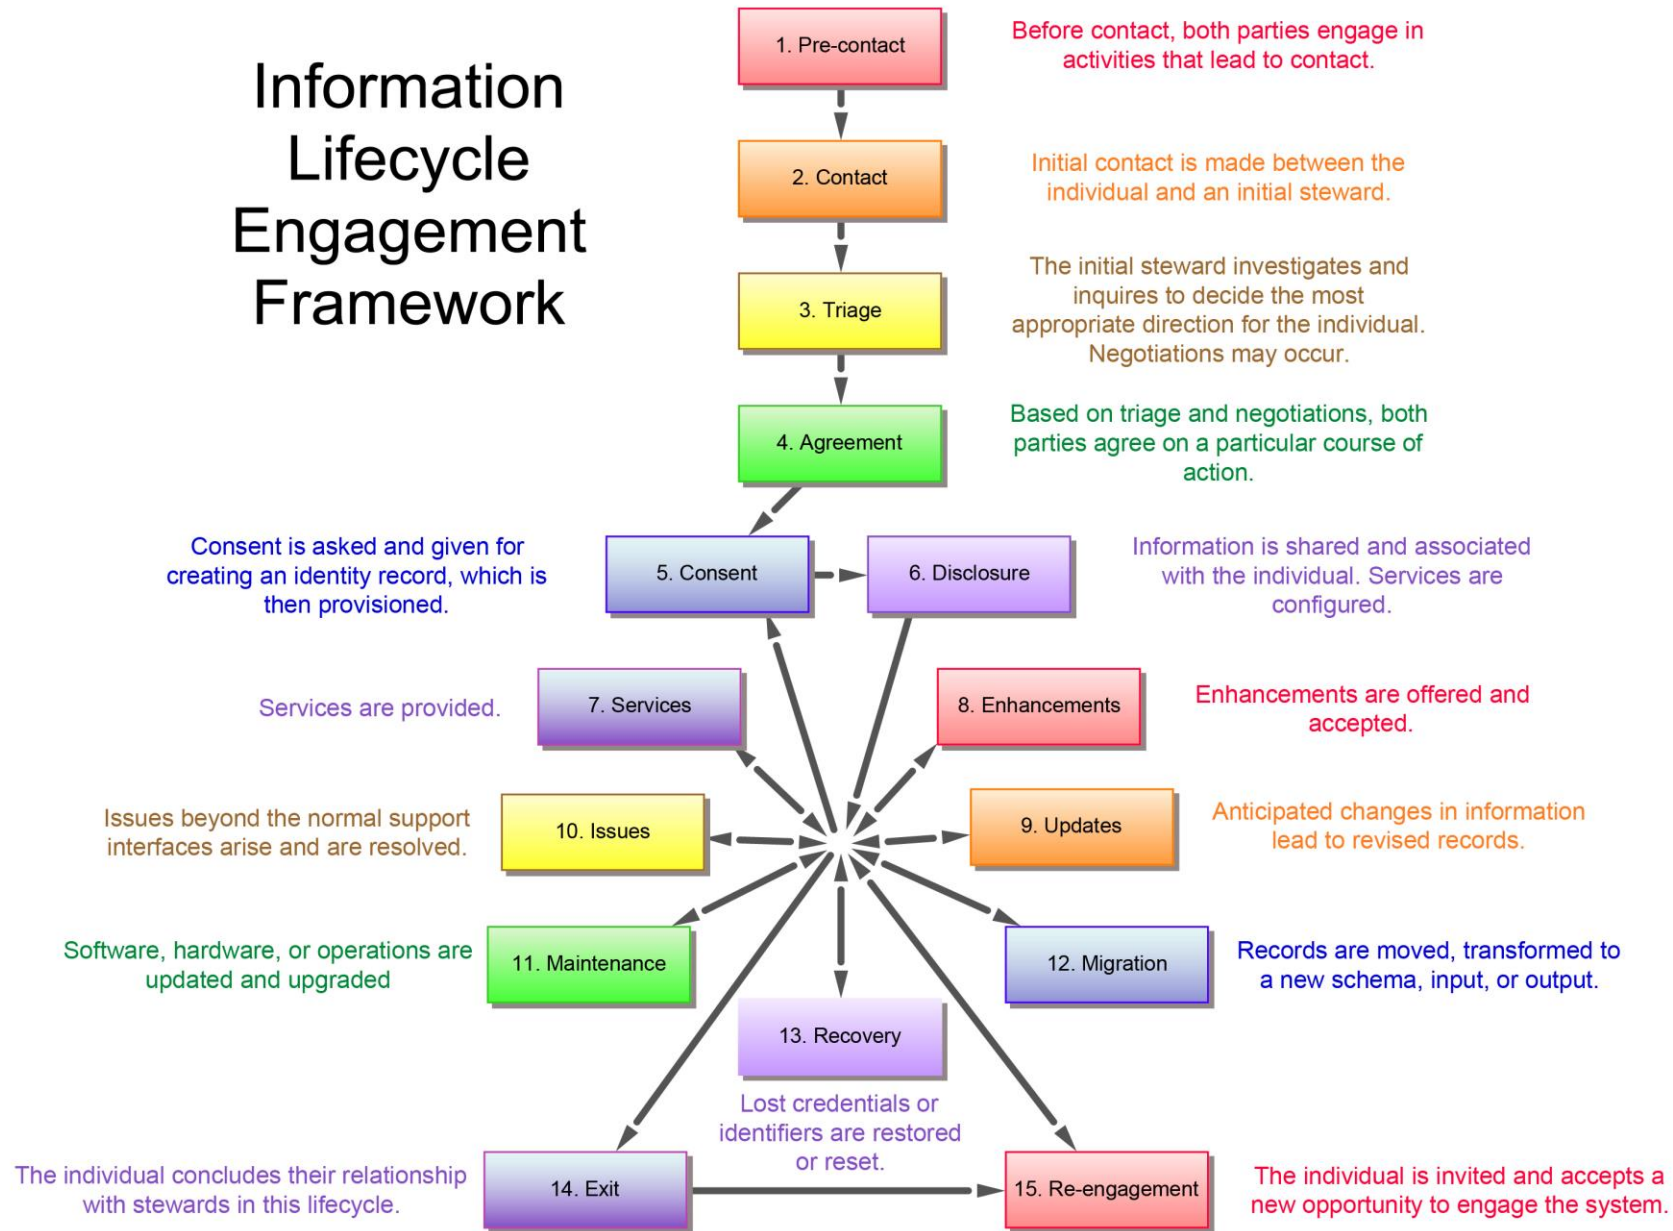 Information
Lifecycle
Engagement
Framework
1. Pre-contact
Before contact, both parties engage in
activities that lead to contact.
2. Contact
Initial contact is made between the
individual and an initial steward.
3. Triage
The initial steward investigates and
inquires to decide the most
appropriate direction for the individual.
Negotiations may occur.
4. Agreement
Based on triage and negotiations, both
parties agree on a particular course of
action.
Consent is asked and given for
creating an identity record, which is
then provisioned.
5. Consent
6. Disclosure
Information is shared and associated
with the individual. Services are
configured.
Services are provided.
7. Services
8. Enhancements
Enhancements are offered and
accepted.
Issues beyond the normal support
interfaces arise and are resolved.
10. Issues
9. Updates
Anticipated changes in information
lead to revised records.
Software, hardware, or operations are
updated and upgraded
11. Maintenance
12. Migration
Records are moved, transformed to
a new schema, input, or output.
13. Recovery
Lost credentials or
identifiers are restored
or reset.
The individual concludes their relationship
with stewards in this lifecycle.
14. Exit
15. Re-engagement
The individual is invited and accepts a
new opportunity to engage the system.